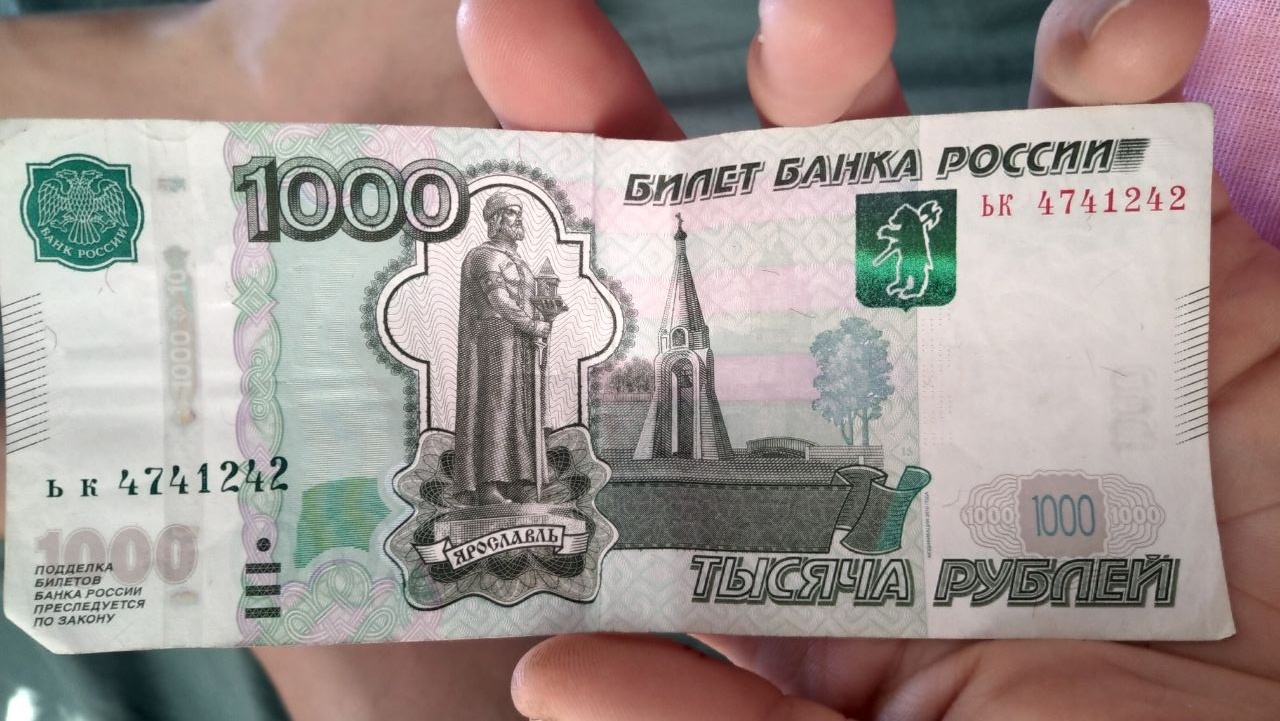 БАНК РОССИИ
1000
БИЛЕТ БАНКА РОССИИ
ЬК 4741242
ЬК 4741242
1000
ПОДДЕЛКА
БИЛЕТОВ
БАНКА РОССИИ
ПРЕСЛЕДУЕТСЯ
ПО ЗАКОНУ
ЯРОСЛАВЛЬ
1000 1000 1000
ТЫСЯЧА РУБЛЕЙ